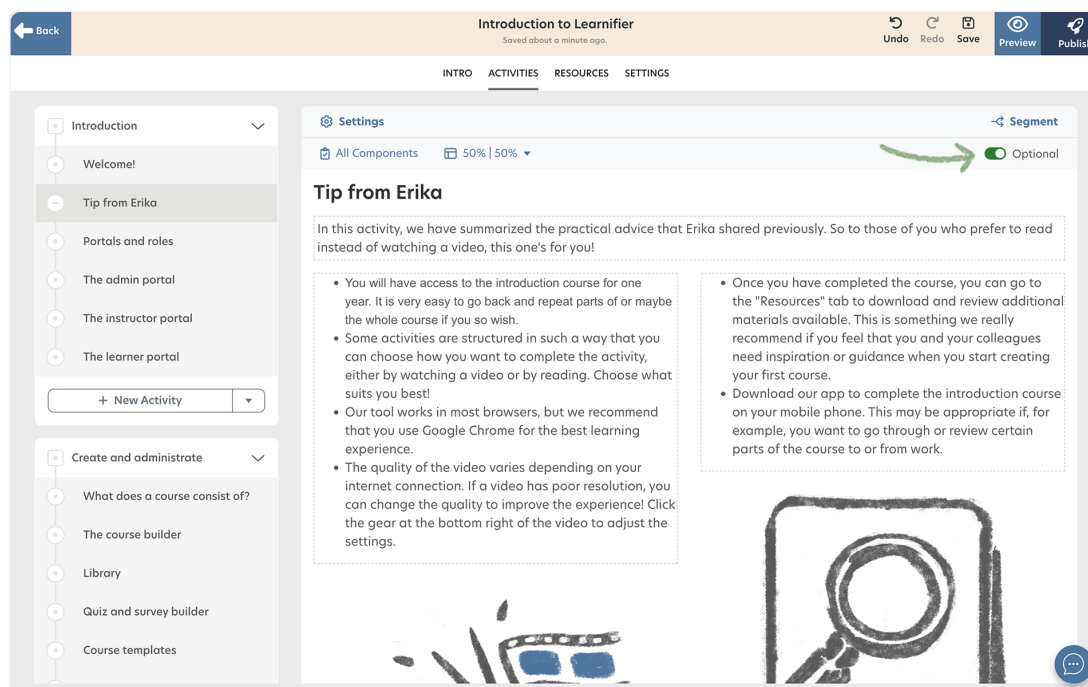 Back
Introduction to Learnifier
Saved about a minute ago.
Undo
Redo
Save
Preview
Publis
INTRO
ACTIVITIES
RESOURCES
SETTINGS
Introduction
Welcome!
Tip from Erika
Portals and roles
The admin portal
The instructor portal
The learner portal
+ New Activity
Create and administrate
What does a course consist of?
The course builder
Library
Quiz and survey builder
Course templates
Settings
Segment
All Components
50% | 50%
Optional
Tip from Erika
In this activity, we have summarized the practical advice that Erika shared previously. So to those of you who prefer to read
instead of watching a video, this one's for you!
• You will have access to the introduction course for one
year. It is very easy to go back and repeat parts of or maybe
the whole course if you so wish.
• Some activities are structured in such a way that you
can choose how you want to complete the activity,
either by watching a video or by reading. Choose what
suits you best!
• Our tool works in most browsers, but we recommend
that you use Google Chrome for the best learning
experience.
• The quality of the video varies depending on your
internet connection. If a video has poor resolution, you
can change the quality to improve the experience! Click
the gear at the bottom right of the video to adjust the
settings.
• Once you have completed the course, you can go to
the "Resources" tab to download and review additional
materials available. This is something we really
recommend if you feel that you and your colleagues
need inspiration or guidance when you start creating
your first course.
• Download our app to complete the introduction course
on your mobile phone. This may be appropriate if, for
example, you want to go through or review certain
parts of the course to or from work.